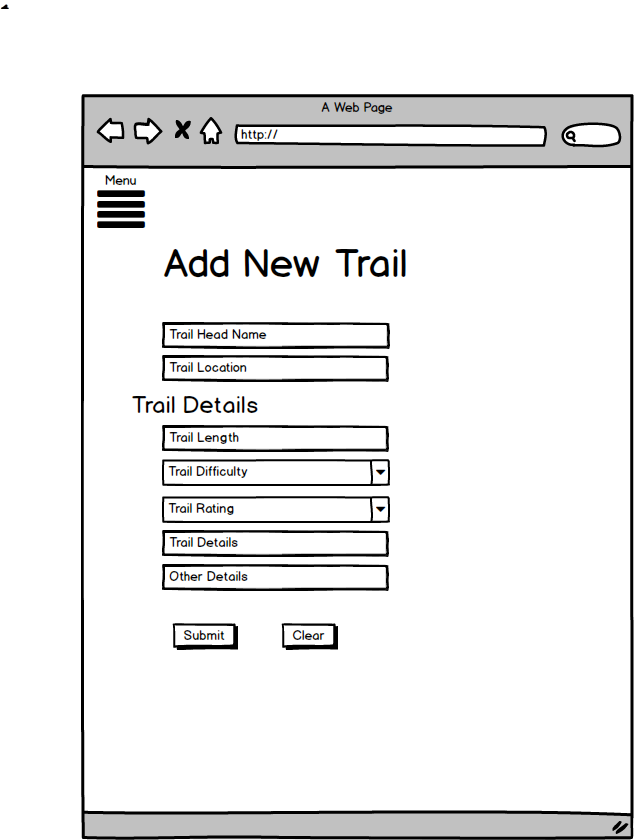 A Web Page
http://
Menu
Add New Trail
Trail Head Name
Trail Location
Trail Details
Trail Length
Trail Difficulty
Trail Rating
Trail Details
Other Details
Submit Clear